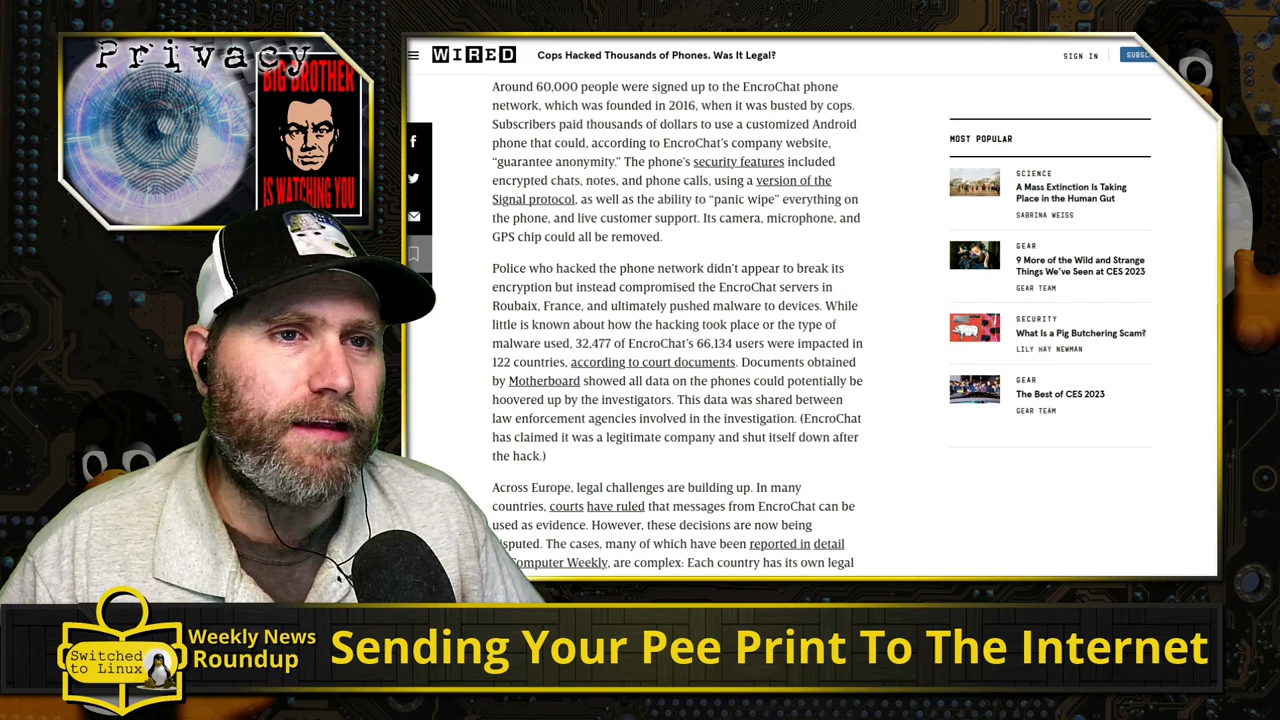 Privacy
BIG BROTHER
IS WATCHING YOU
WIRED
Cops Hacked Thousands of Phones. Was It Legal?
SIGN IN
Around 60,000 people were signed up to the EncroChat phone
network, which was founded in 2016, when it was busted by cops.
Subscribers paid thousands of dollars to use a customized Android
phone that could, according to EncroChat's company website,
“guarantee anonymity.” The phone's security features included
encrypted chats, notes, and phone calls, using a version of the
Signal protocol, as well as the ability to “panic wipe” everything on
the phone, and live customer support. Its camera, microphone, and
GPS chip could all be removed.
Police who hacked the phone network didn't appear to break its
encryption but instead compromised the EncroChat servers in
Roubaix, France, and ultimately pushed malware to devices. While
little is known about how the hacking took place or the type of
malware used, 32,477 of EncroChat's 66,134 users were impacted in
122 countries, according to court documents. Documents obtained
by Motherboard showed all data on the phones could potentially be
hoovered up by the investigators. This data was shared between
law enforcement agencies involved in the investigation. (EncroChat
has claimed it was a legitimate company and shut itself down after
the hack.)
Across Europe, legal challenges are building up. In many
countries, courts have ruled that messages from EncroChat can be
used as evidence. However, these decisions are now being
isputed. The cases, many of which have been reported in detail
Computer Weekly, are complex: Each country has its own legal
MOST POPULAR
SCIENCE
A Mass Extinction Is Taking
Place in the Human Gut
SABRINA WEISS
GEAR
9 More of the Wild and Strange
Things We've Seen at CES 2023
GEAR TEAM
SECURITY
What Is a Pig Butchering Scam?
LILY HAY NEWMAN
GEAR
The Best of CES 2023
GEAR TEAM
Switched
to Linux
Weekly News
Roundup
Sending Your Pee Print To The Internet